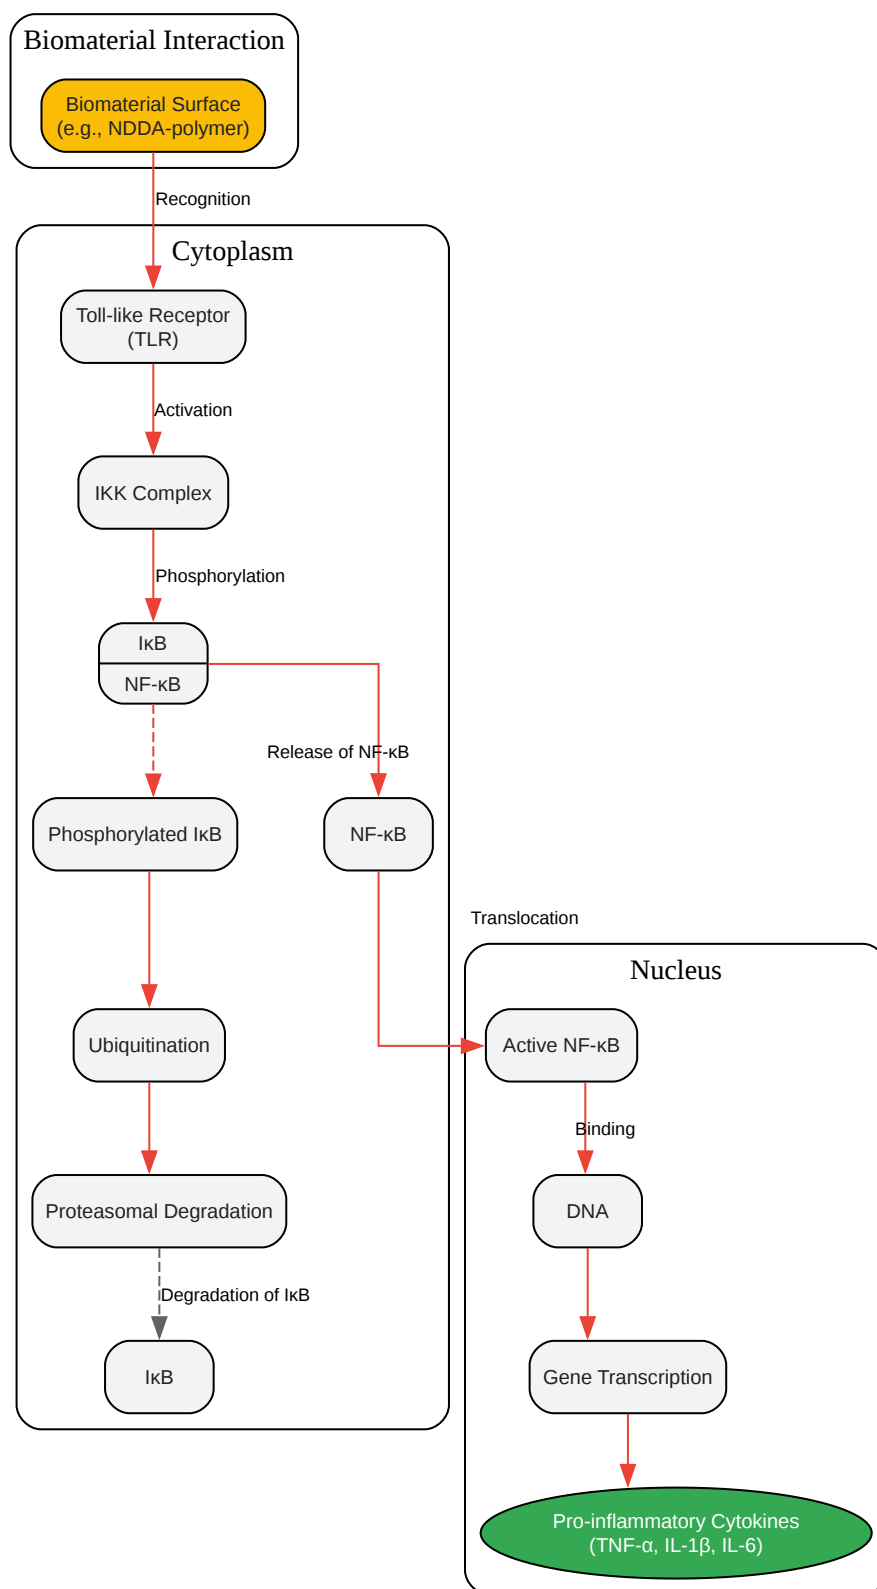 Biomaterial Interaction
Biomaterial Surface
(e.g., NDDA-polymer)
Recognition
Cytoplasm
Toll-like Receptor
(TLR)
Activation
IKK Complex
Phosphorylation
IκB
NF-κB
Release of NF-κB
Phosphorylated IκB
NF-κB
Translocation
Nucleus
Ubiquitination
Active NF-κB
Binding
Proteasomal Degradation
DNA
Degradation of IκB
IκB
Gene Transcription
Pro-inflammatory Cytokines
(TNF-α, IL-1β, IL-6)